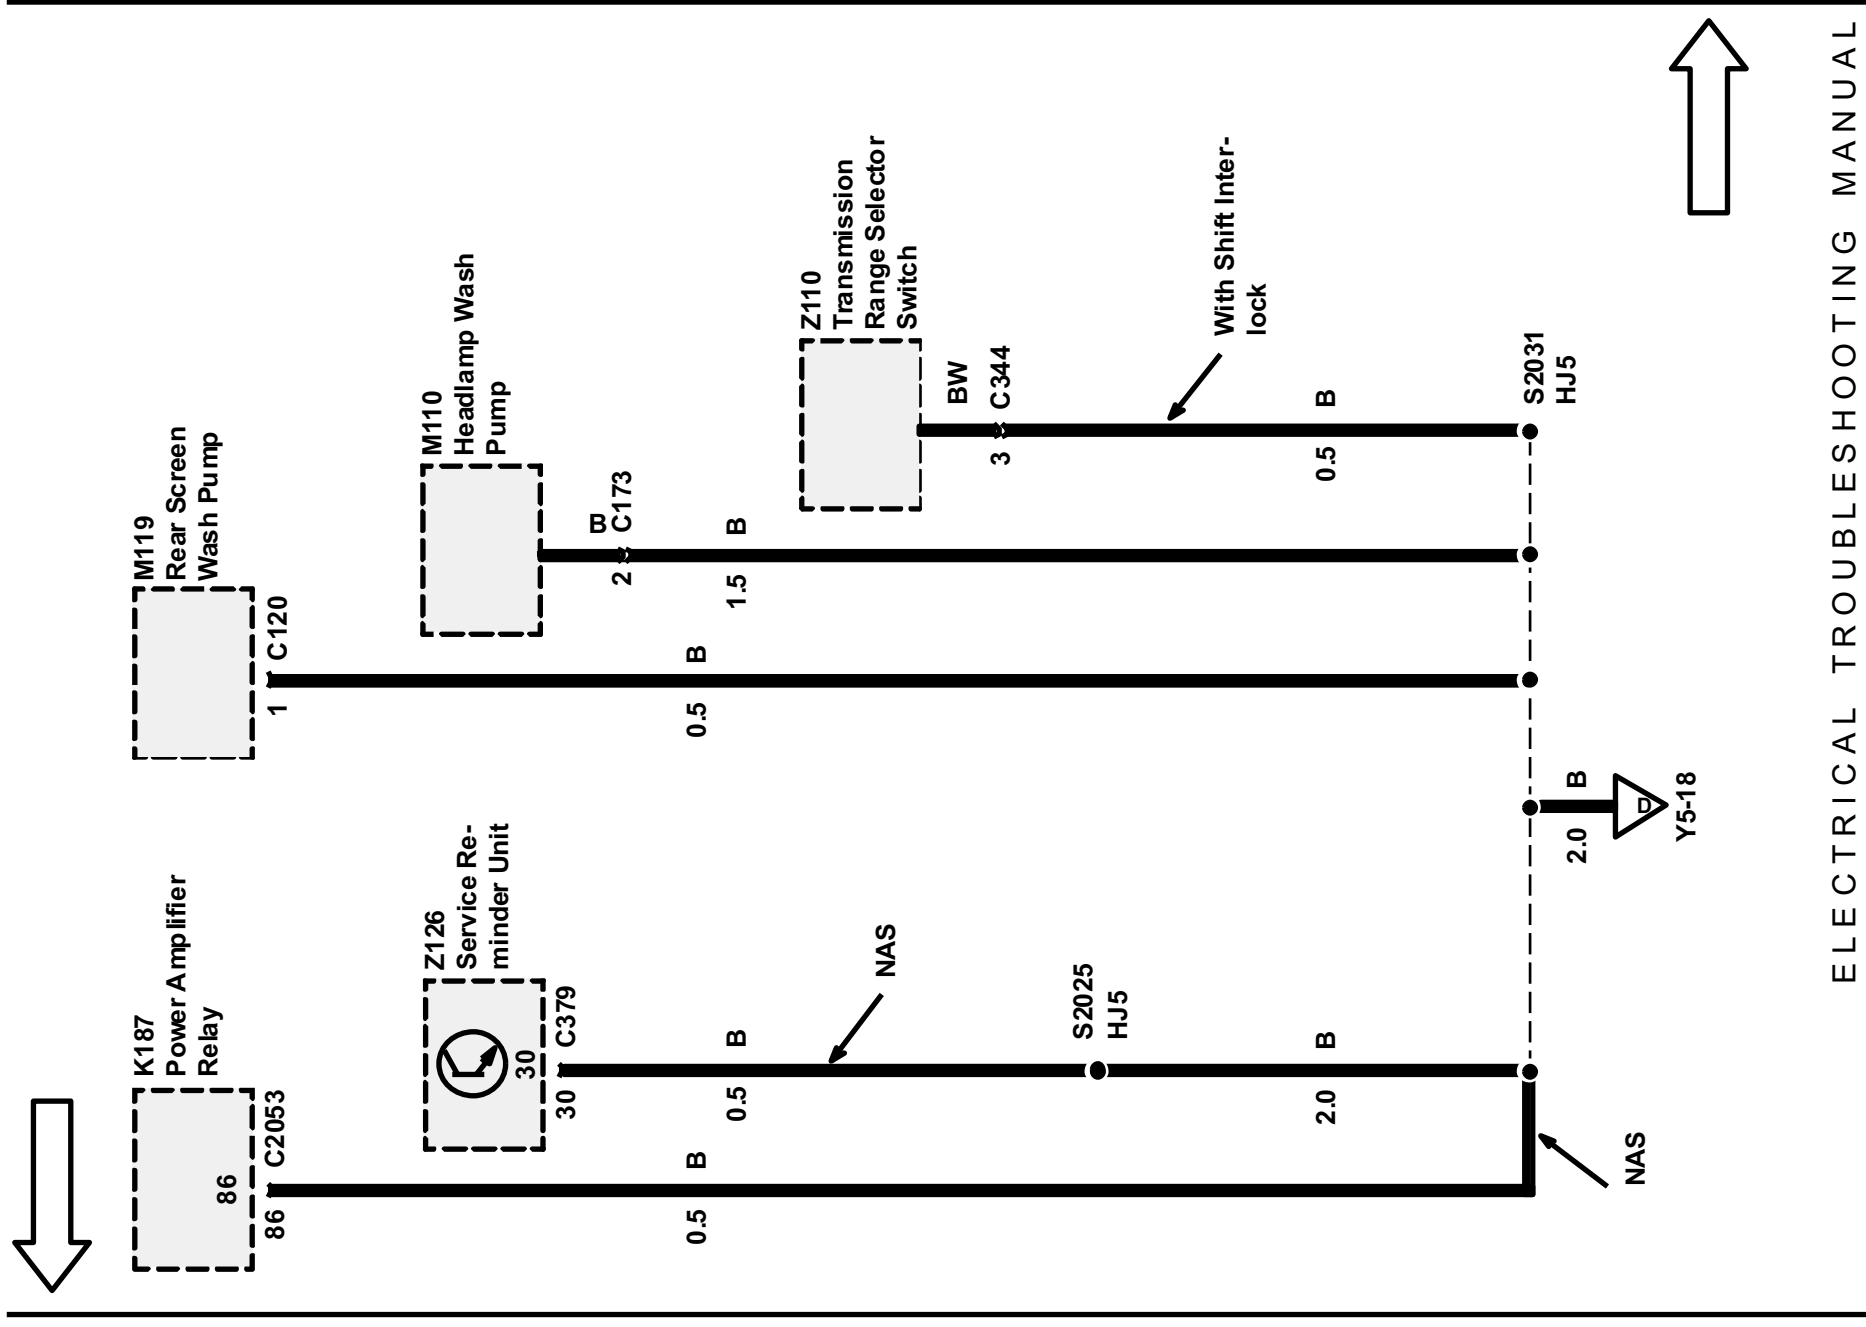 K187
Power Amplifier
Relay
86
86
C2053
0.5
B
Z126
Service Re-
minder Unit
30
30
C379
0.5
B
NAS
S2025
HJ5
2.0
B
NAS
M119
Rear Screen
Wash Pump
1
C120
0.5
B
M110
Headlamp Wash
Pump
B
2
C173
1.5
B
Z110
Transmission
Range Selector
Switch
BW
3
C344
With Shift Inter-
lock
0.5
B
S2031
HJ5
2.0
B
D
Y5-18
ELECTRICAL TROUBLESHOOTING MANUAL